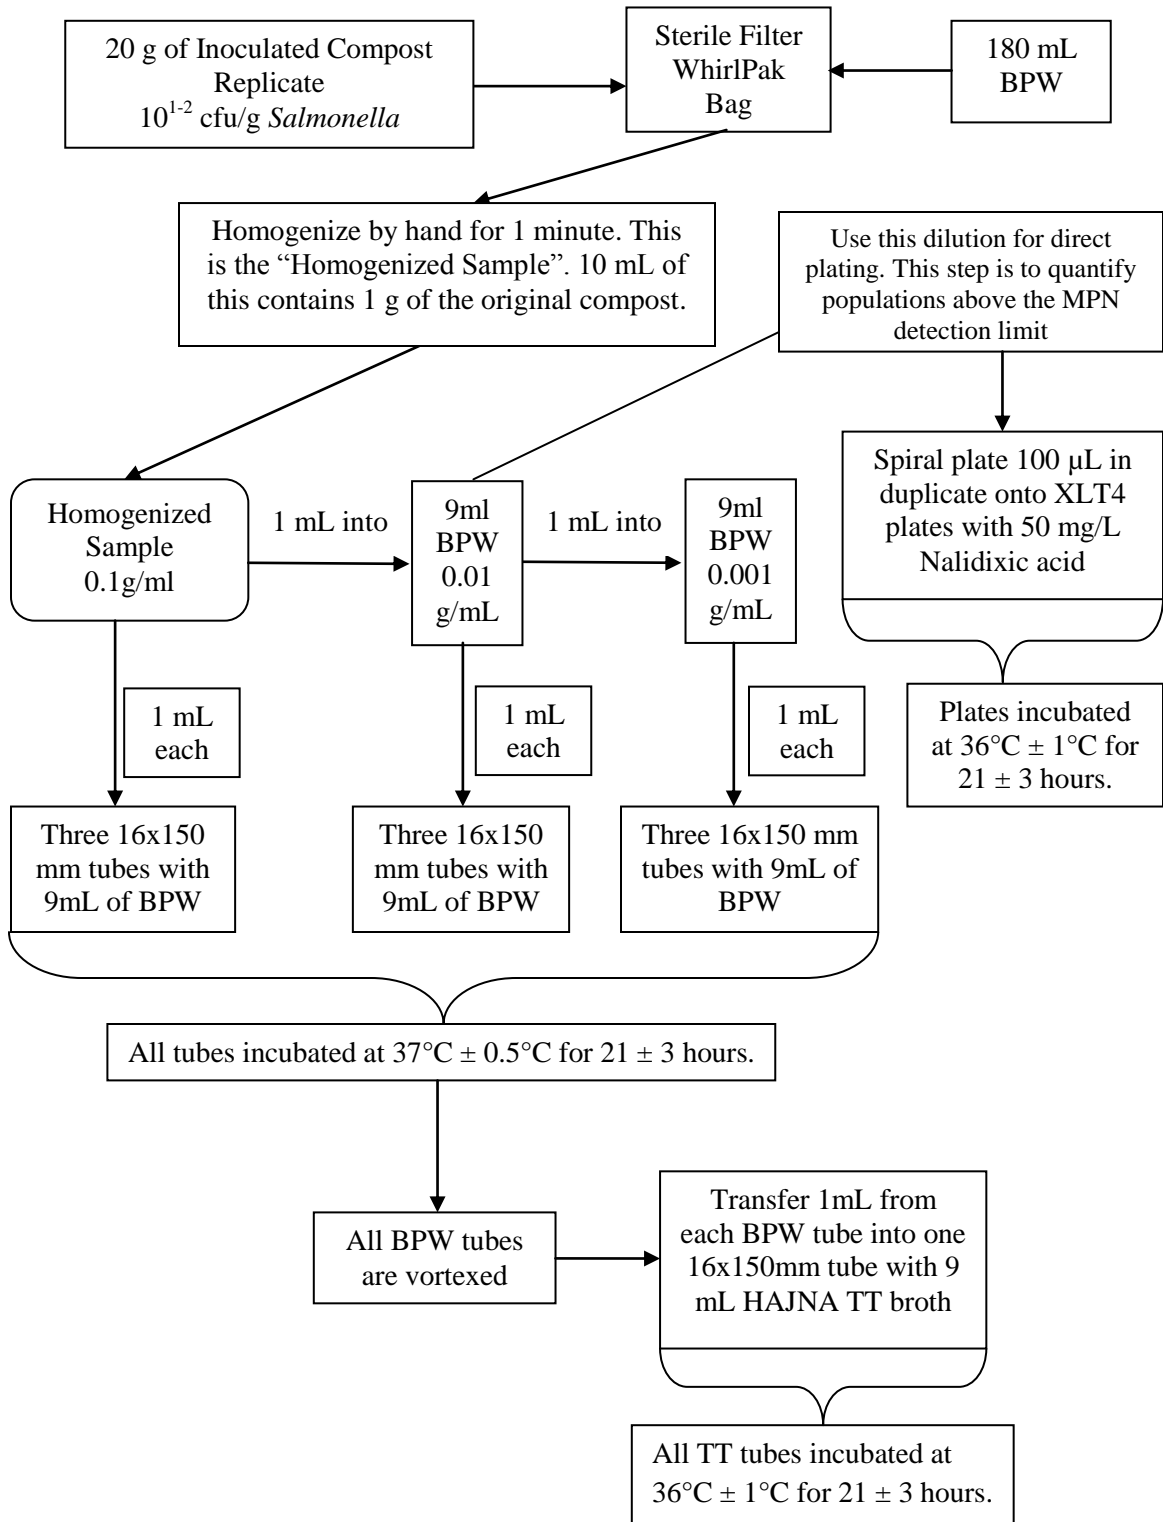 20 g of Inoculated Compost
Replicate
10¹⁻² cfu/g Salmonella
Sterile Filter
WhirlPak
Bag
180 mL
BPW
Homogenize by hand for 1 minute. This
is the “Homogenized Sample”. 10 mL of
this contains 1 g of the original compost.
Use this dilution for direct
plating. This step is to quantify
populations above the MPN
detection limit
Homogenized
Sample
0.1g/ml
1 mL into
9ml
BPW
0.01
g/mL
1 mL into
9ml
BPW
0.001
g/mL
Spiral plate 100 µL in
duplicate onto XLT4
plates with 50 mg/L
Nalidixic acid
1 mL
each
1 mL
each
1 mL
each
Plates incubated
at 36°C ± 1°C for
21 ± 3 hours.
Three 16x150
mm tubes with
9mL of BPW
Three 16x150
mm tubes with
9mL of BPW
Three 16x150 mm
tubes with 9mL of
BPW
All tubes incubated at 37°C ± 0.5°C for 21 ± 3 hours.
All BPW tubes
are vortexed
Transfer 1mL from
each BPW tube into one
16x150mm tube with 9
mL HAJNA TT broth
All TT tubes incubated at
36°C ± 1°C for 21 ± 3 hours.